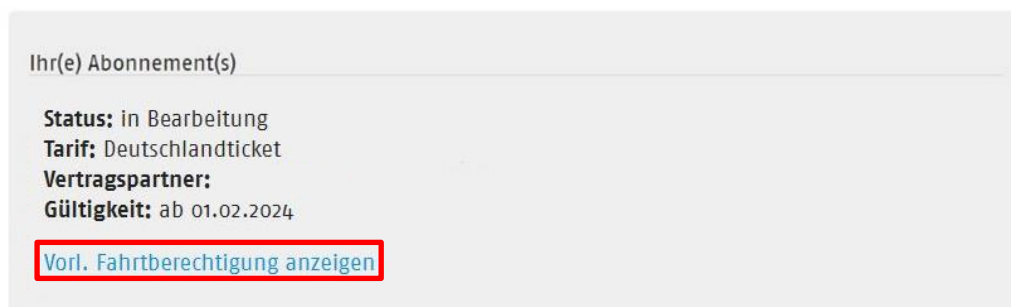 Ihr(e) Abonnement(s)
Status: in Bearbeitung
Tarif: Deutschlandticket
Vertragspartner:
Gültigkeit: ab 01.02.2024
Vorl. Fahrtberechtigung anzeigen